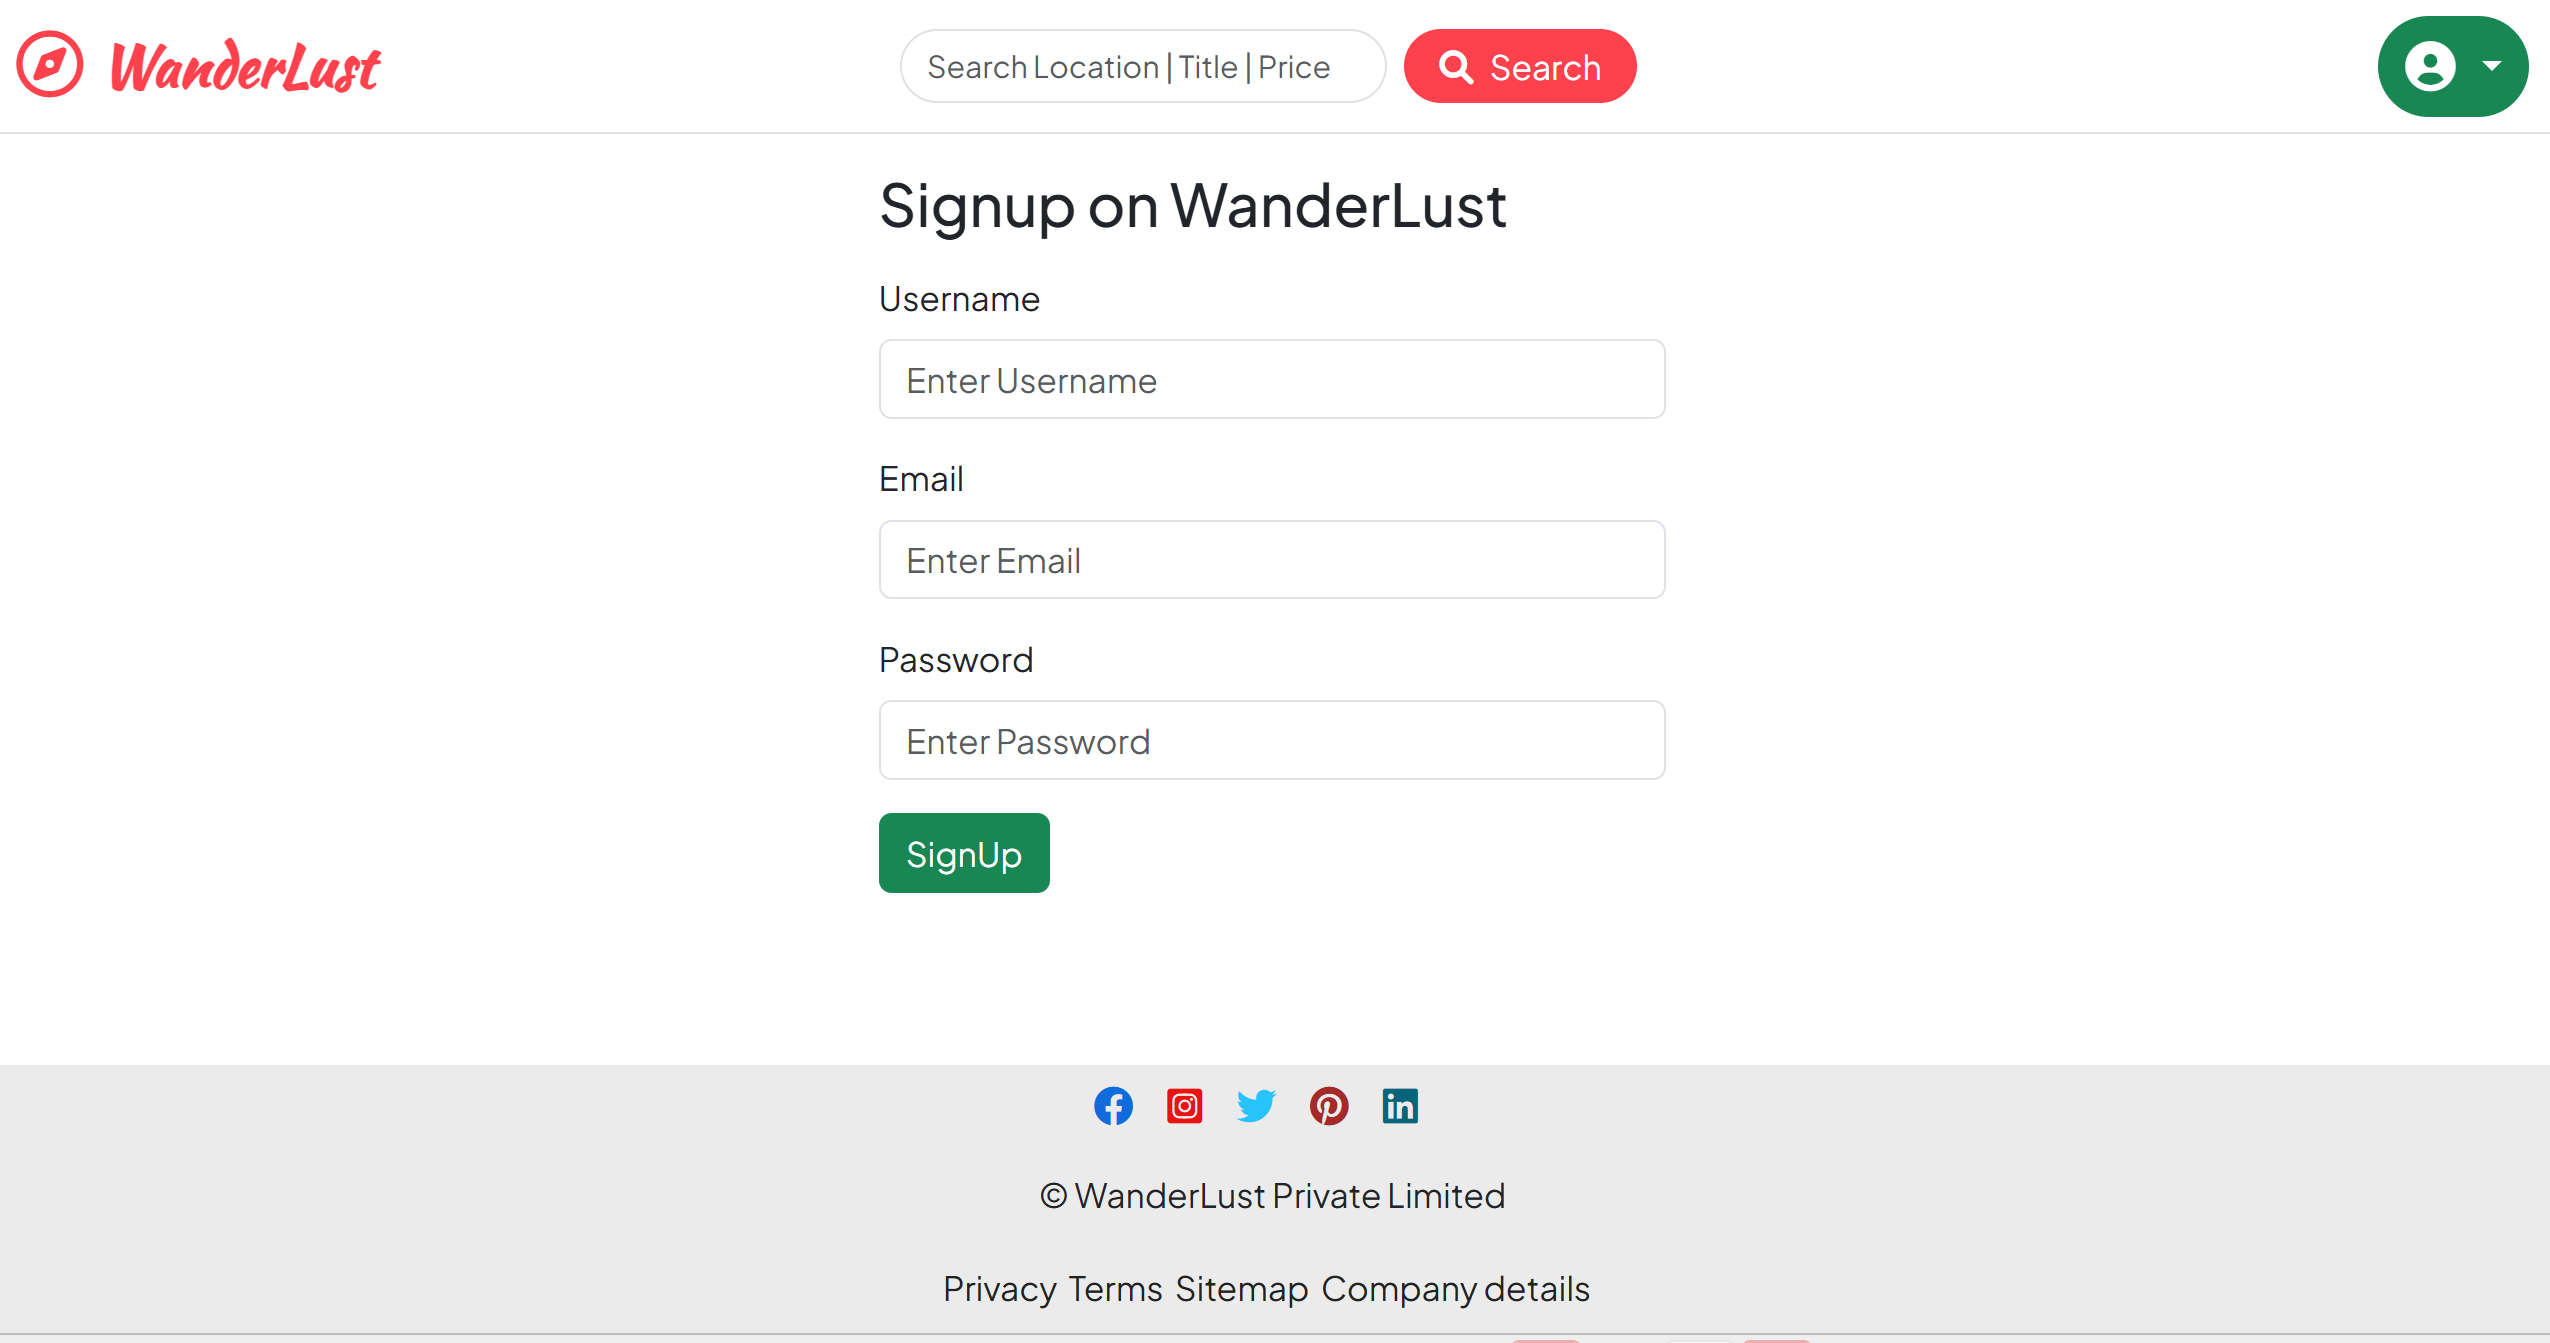 WanderLust
Search Location | Title | Price
Search
Signup on WanderLust
Username
Enter Username
Email
Enter Email
Password
Enter Password
SignUp
© WanderLust Private Limited
Privacy Terms Sitemap Company details